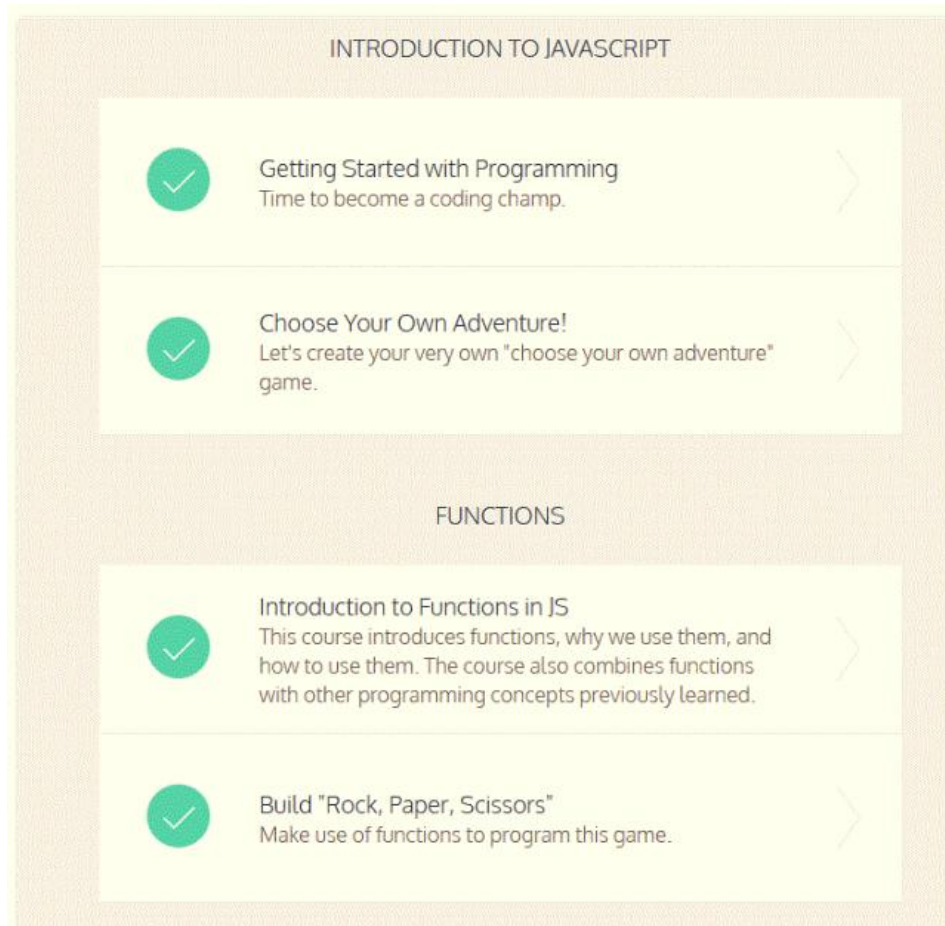 INTRODUCTION TO JAVASCRIPT
Getting Started with Programming
Time to become a coding champ.
Choose Your Own Adventure!
Let's create your very own "choose your own adventure"
game.
FUNCTIONS
Introduction to Functions in JS
This course introduces functions, why we use them, and
how to use them. The course also combines functions
with other programming concepts previously learned.
Build "Rock, Paper, Scissors"
Make use of functions to program this game.